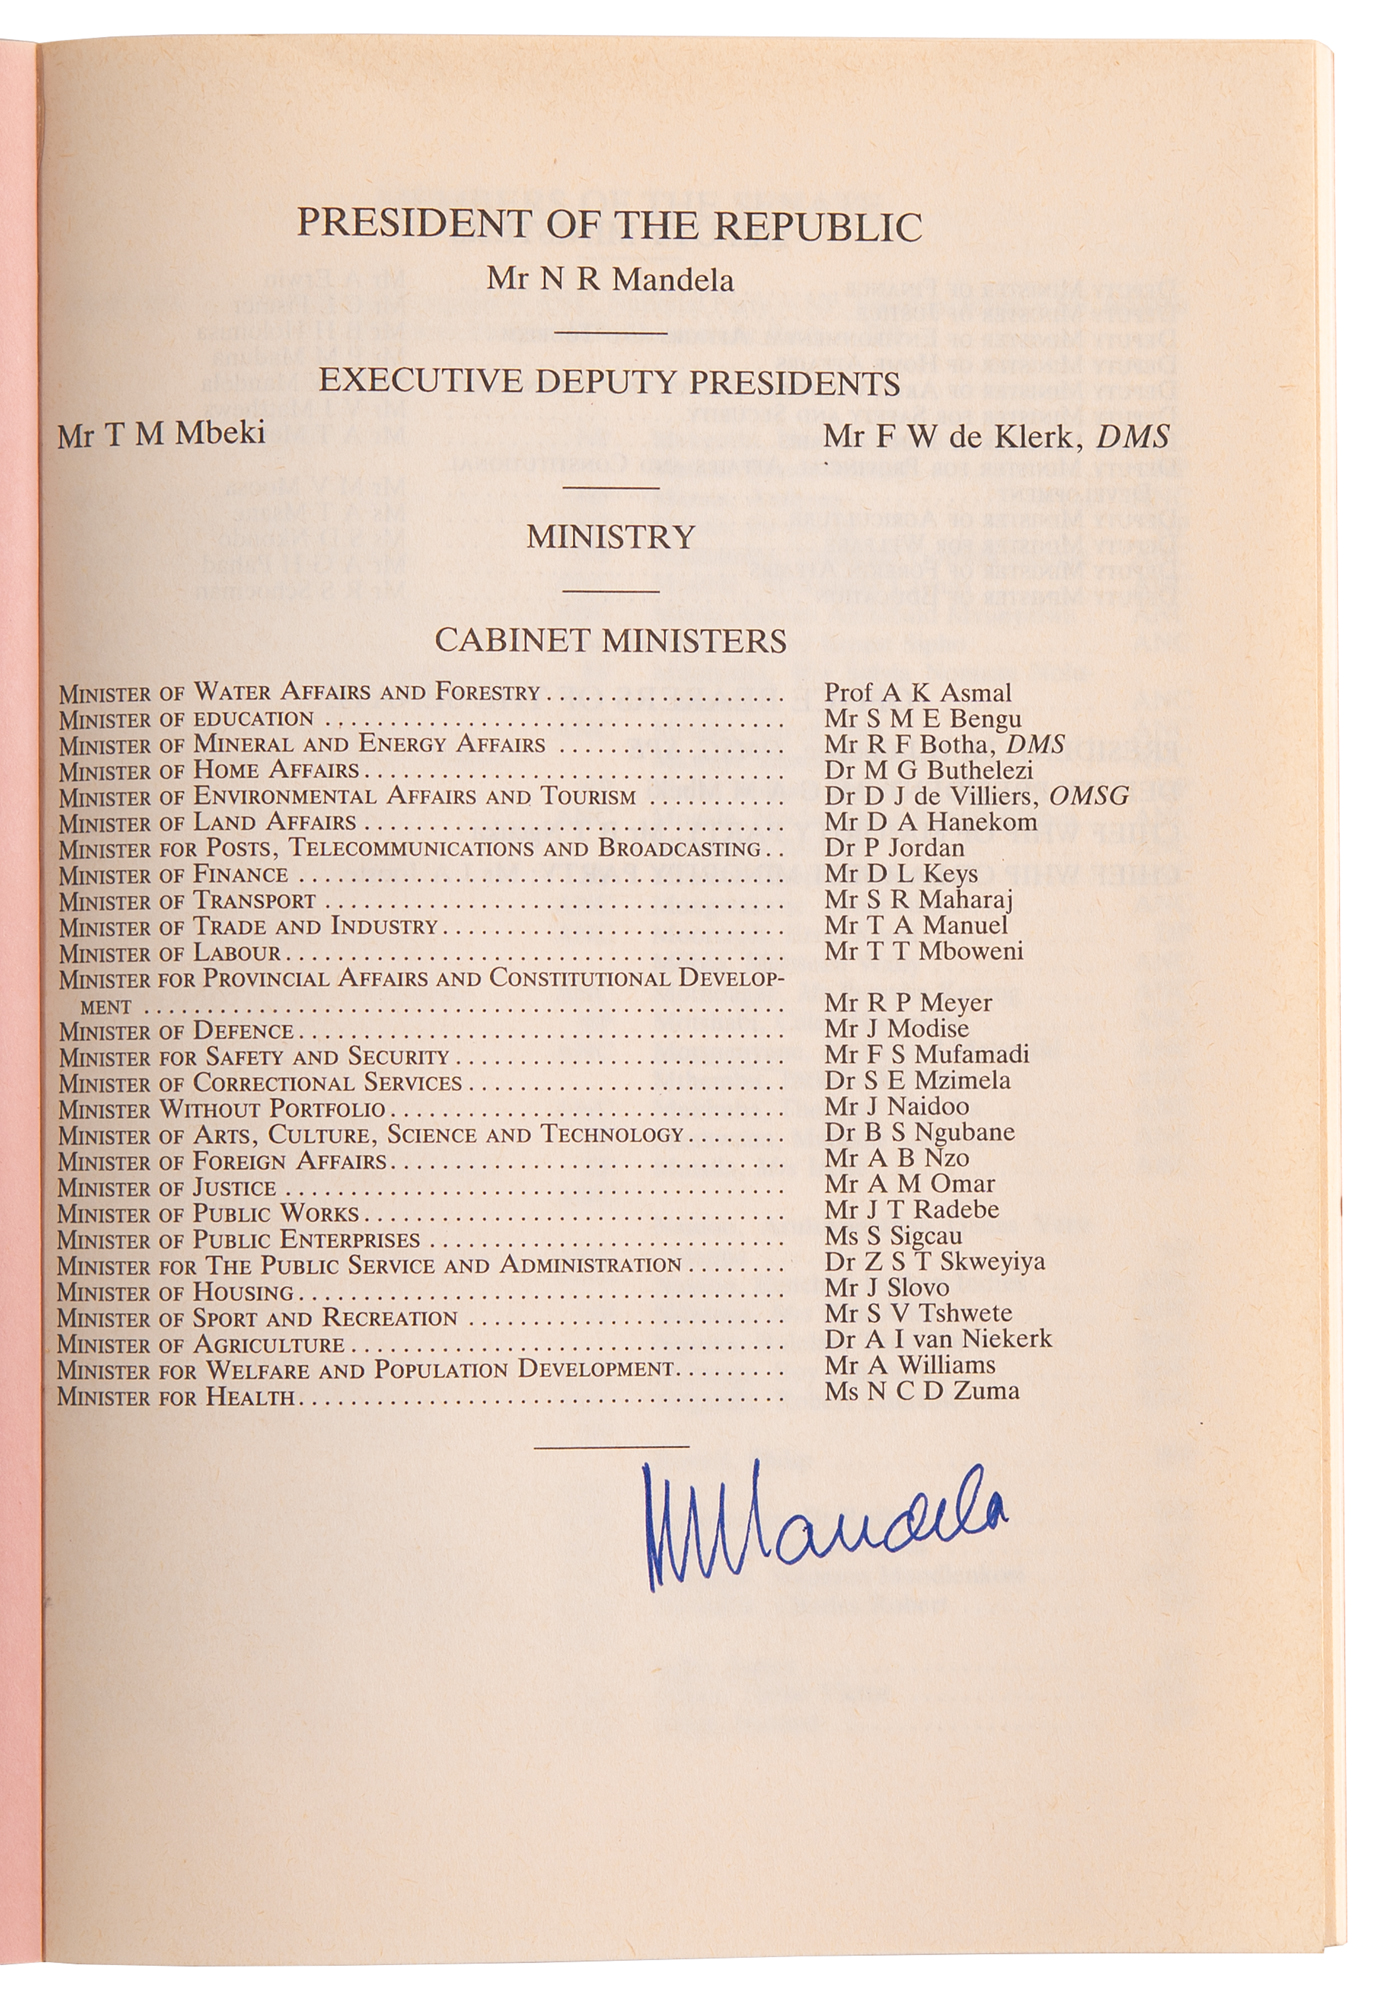 PRESIDENT OF THE REPUBLIC
Mr N R Mandela
EXECUTIVE DEPUTY PRESIDENTS
Mr T M Mbeki Mr F W de Klerk, DMS
MINISTRY
CABINET MINISTERS
MINISTER OF WATER AFFAIRS AND FORESTRY.................. Prof A K Asmal
MINISTER OF EDUCATION .................................... Mr S M E Bengu
MINISTER OF MINERAL AND ENERGY AFFAIRS .................. Mr R F Botha, DMS
MINISTER OF HOME AFFAIRS................................. Dr M G Buthelezi
MINISTER OF ENVIRONMENTAL AFFAIRS AND TOURISM ........... Dr D J de Villiers, OMSG
MINISTER OF LAND AFFAIRS ................................. Mr D A Hanekom
MINISTER FOR POSTS, TELECOMMUNICATIONS AND BROADCASTING.. Dr P Jordan
MINISTER OF FINANCE ...................................... Mr D L Keys
MINISTER OF TRANSPORT .................................... Mr S R Maharaj
MINISTER OF TRADE AND INDUSTRY........................... Mr T A Manuel
MINISTER OF LABOUR....................................... Mr T T Mboweni
MINISTER FOR PROVINCIAL AFFAIRS AND CONSTITUTIONAL DEVELOP-
MENT .................................................. Mr R P Meyer
MINISTER OF DEFENCE...................................... Mr J Modise
MINISTER FOR SAFETY AND SECURITY......................... Mr F S Mufamadi
MINISTER OF CORRECTIONAL SERVICES........................ Dr S E Mzimela
MINISTER WITHOUT PORTFOLIO............................... Mr J Naidoo
MINISTER OF ARTS, CULTURE, SCIENCE AND TECHNOLOGY........ Dr B S Ngubane
MINISTER OF FOREIGN AFFAIRS.............................. Mr A B Nzo
MINISTER OF JUSTICE ...................................... Mr A M Omar
MINISTER OF PUBLIC WORKS................................. Mr J T Radebe
MINISTER OF PUBLIC ENTERPRISES ........................... Ms S Sigcau
MINISTER FOR THE PUBLIC SERVICE AND ADMINISTRATION........ Dr Z S T Skweyiya
MINISTER OF HOUSING...................................... Mr J Slovo
MINISTER OF SPORT AND RECREATION ......................... Mr S V Tshwete
MINISTER OF AGRICULTURE.................................. Dr A I van Niekerk
MINISTER FOR WELFARE AND POPULATION DEVELOPMENT......... Mr A Williams
MINISTER FOR HEALTH...................................... Ms N C D Zuma
NMandela